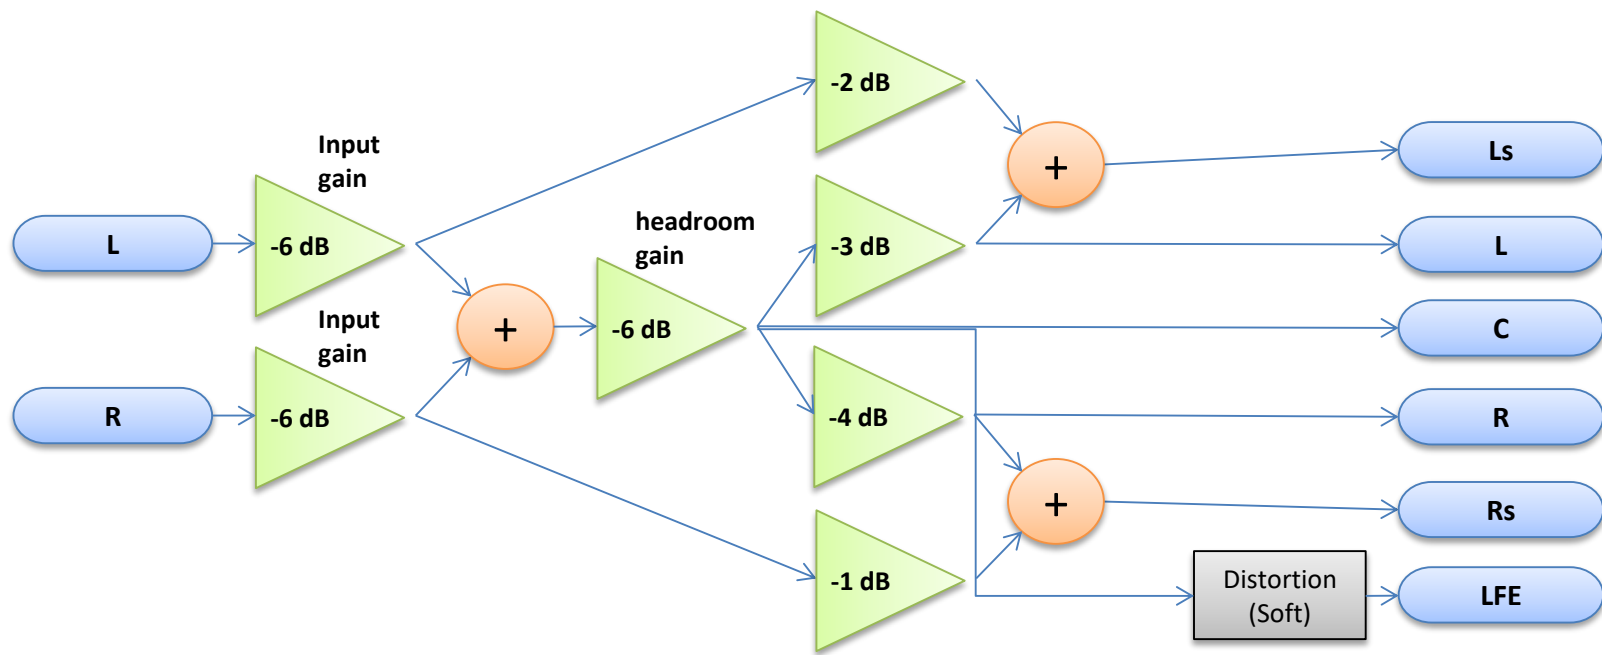 -2 dB
Input
gain
Ls
+
L
-6 dB
headroom
gain
-3 dB
L
Input
gain
+
-6 dB
C
R
-6 dB
-4 dB
R
+
Rs
-1 dB
Distortion
(Soft)
LFE